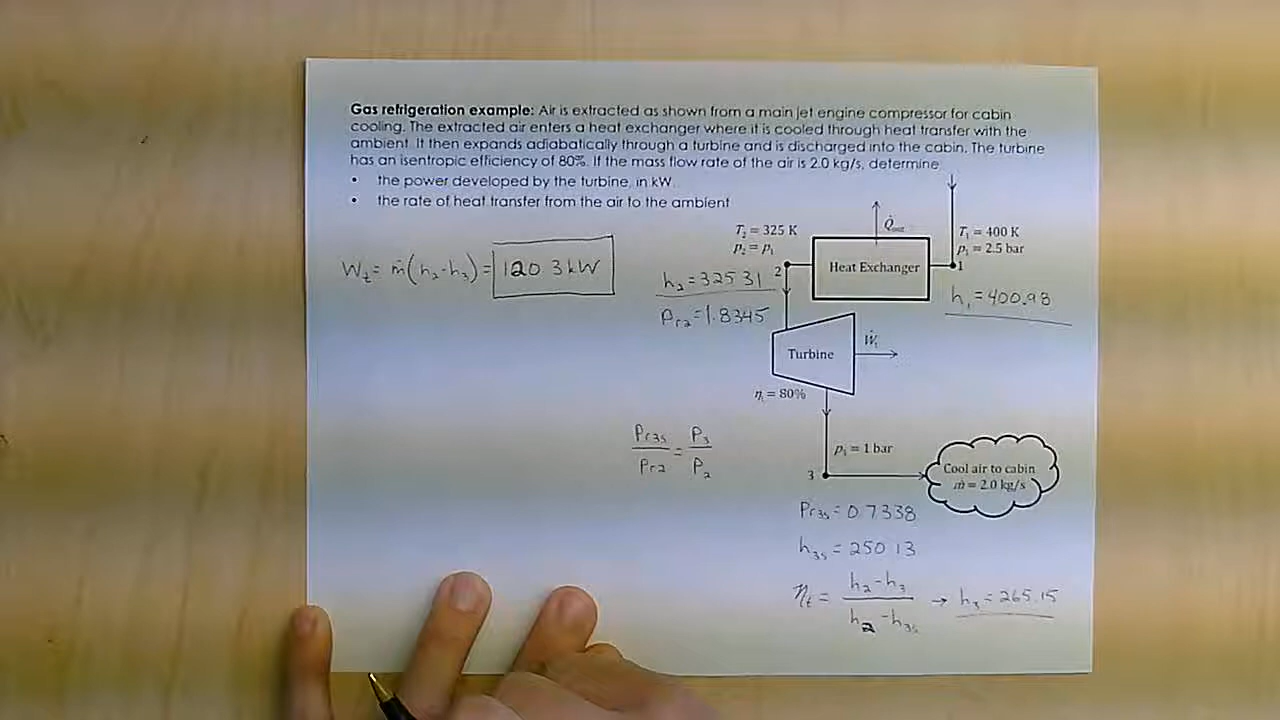 Gas refrigeration example: Air is extracted as shown from a main jet engine compressor for cabin
cooling. The extracted air enters a heat exchanger where it is cooled through heat transfer with the
ambient. It then expands adiabatically through a turbine and is discharged into the cabin. The turbine
has an isentropic efficiency of 80%. If the mass flow rate of the air is 2.0 kg/s, determine
• the power developed by the turbine, in kW.
• the rate of heat transfer from the air to the ambient
Ẇt = ṁ(h2-h3) = 120.3 kW
T2 = 325 K
p2 = p1
Q̇out
T1 = 400 K
p1 = 2.5 bar
Heat Exchanger
2
1
h2 = 325.31
Pr2 = 1.8345
h1 = 400.98
Turbine
Ẇt
ηt = 80%
Pr3s/Pr2 = P3/P2
p3 = 1 bar
3
Cool air to cabin
ṁ = 2.0 kg/s
Pr3s = 0.7338
h3s = 250.13
ηt = (h2-h3)/(h2-h3s) → h3 = 265.15